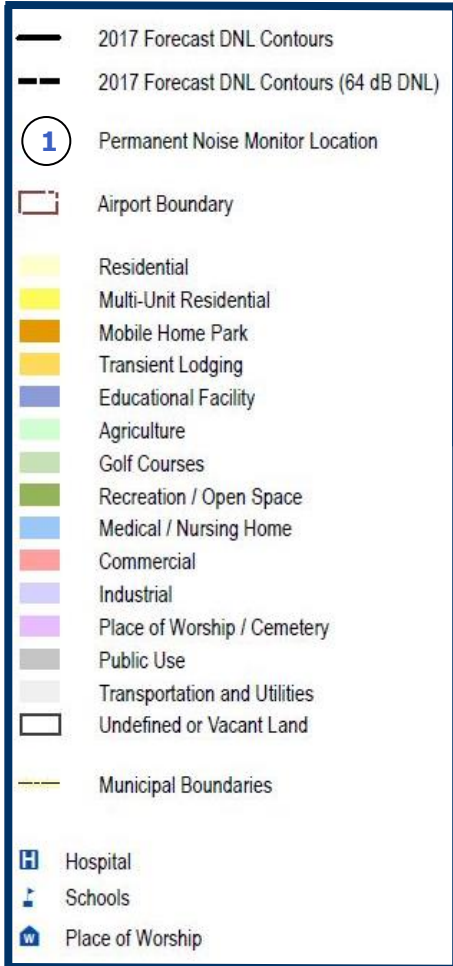 2017 Forecast DNL Contours
2017 Forecast DNL Contours (64 dB DNL)
1 Permanent Noise Monitor Location
Airport Boundary
Residential
Multi-Unit Residential
Mobile Home Park
Transient Lodging
Educational Facility
Agriculture
Golf Courses
Recreation / Open Space
Medical / Nursing Home
Commercial
Industrial
Place of Worship / Cemetery
Public Use
Transportation and Utilities
Undefined or Vacant Land
Municipal Boundaries
H Hospital
Schools
W Place of Worship